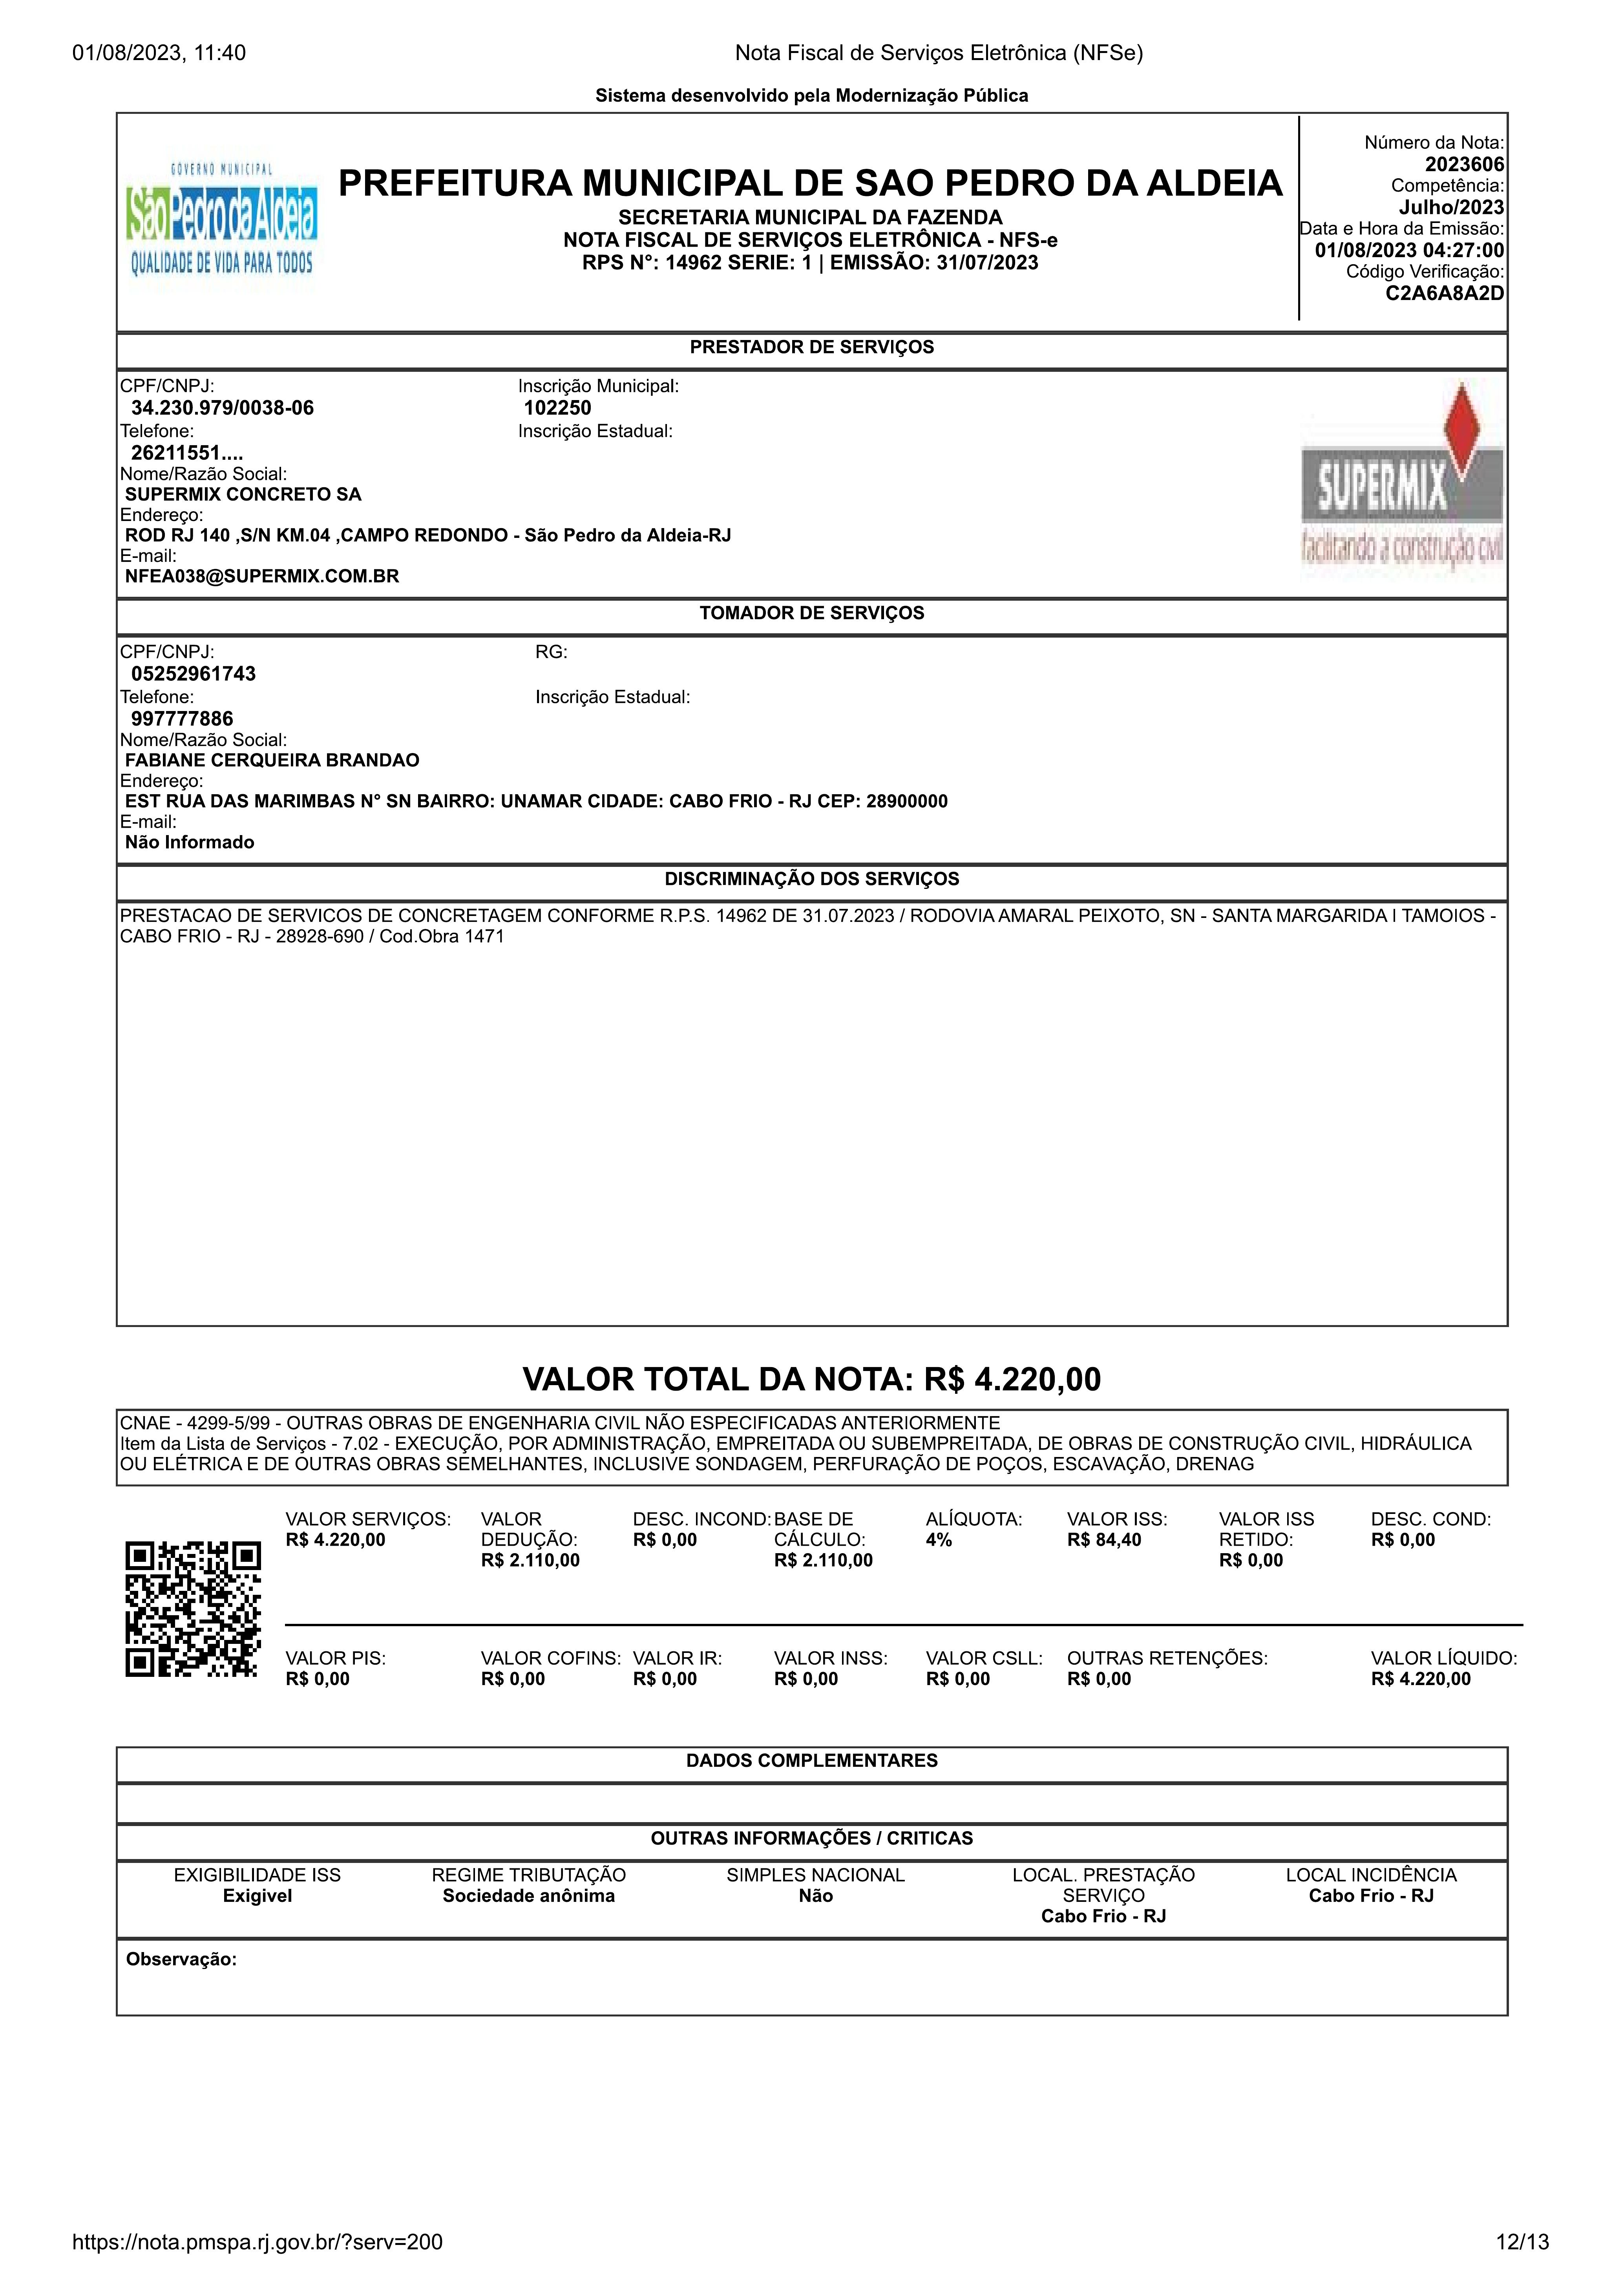 01/08/2023, 11:40
Nota Fiscal de Serviços Eletrônica (NFSe)
Sistema desenvolvido pela Modernização Pública
GOVERNO MUNICIPAL
São Pedro da Aldeia
QUALIDADE DE VIDA PARA TODOS
PREFEITURA MUNICIPAL DE SAO PEDRO DA ALDEIA
SECRETARIA MUNICIPAL DA FAZENDA
NOTA FISCAL DE SERVIÇOS ELETRÔNICA - NFS-e
RPS N°: 14962 SERIE: 1 | EMISSÃO: 31/07/2023
Número da Nota:
2023606
Competência:
Julho/2023
Data e Hora da Emissão:
01/08/2023 04:27:00
Código Verificação:
C2A6A8A2D
PRESTADOR DE SERVIÇOS
CPF/CNPJ: Inscrição Municipal:
34.230.979/0038-06 102250
Telefone: Inscrição Estadual:
26211551....
Nome/Razão Social:
SUPERMIX CONCRETO SA
Endereço:
ROD RJ 140 ,S/N KM.04 ,CAMPO REDONDO - São Pedro da Aldeia-RJ
E-mail:
NFEA038@SUPERMIX.COM.BR
SUPERMIX
facilitando a construção civil
TOMADOR DE SERVIÇOS
CPF/CNPJ: RG:
05252961743
Telefone: Inscrição Estadual:
997777886
Nome/Razão Social:
FABIANE CERQUEIRA BRANDAO
Endereço:
EST RUA DAS MARIMBAS N° SN BAIRRO: UNAMAR CIDADE: CABO FRIO - RJ CEP: 28900000
E-mail:
Não Informado
DISCRIMINAÇÃO DOS SERVIÇOS
PRESTACAO DE SERVICOS DE CONCRETAGEM CONFORME R.P.S. 14962 DE 31.07.2023 / RODOVIA AMARAL PEIXOTO, SN - SANTA MARGARIDA I TAMOIOS -
CABO FRIO - RJ - 28928-690 / Cod.Obra 1471
VALOR TOTAL DA NOTA: R$ 4.220,00
CNAE - 4299-5/99 - OUTRAS OBRAS DE ENGENHARIA CIVIL NÃO ESPECIFICADAS ANTERIORMENTE
Item da Lista de Serviços - 7.02 - EXECUÇÃO, POR ADMINISTRAÇÃO, EMPREITADA OU SUBEMPREITADA, DE OBRAS DE CONSTRUÇÃO CIVIL, HIDRÁULICA
OU ELÉTRICA E DE OUTRAS OBRAS SEMELHANTES, INCLUSIVE SONDAGEM, PERFURAÇÃO DE POÇOS, ESCAVAÇÃO, DRENAG
VALOR SERVIÇOS:
R$ 4.220,00
VALOR
DEDUÇÃO:
R$ 2.110,00
DESC. INCOND:
R$ 0,00
BASE DE
CÁLCULO:
R$ 2.110,00
ALÍQUOTA:
4%
VALOR ISS:
R$ 84,40
VALOR ISS
RETIDO:
R$ 0,00
DESC. COND:
R$ 0,00
VALOR PIS:
R$ 0,00
VALOR COFINS:
R$ 0,00
VALOR IR:
R$ 0,00
VALOR INSS:
R$ 0,00
VALOR CSLL:
R$ 0,00
OUTRAS RETENÇÕES:
R$ 0,00
VALOR LÍQUIDO:
R$ 4.220,00
DADOS COMPLEMENTARES
OUTRAS INFORMAÇÕES / CRITICAS
EXIGIBILIDADE ISS
Exigivel
REGIME TRIBUTAÇÃO
Sociedade anônima
SIMPLES NACIONAL
Não
LOCAL. PRESTAÇÃO
SERVIÇO
Cabo Frio - RJ
LOCAL INCIDÊNCIA
Cabo Frio - RJ
Observação:
https://nota.pmspa.rj.gov.br/?serv=200
12/13